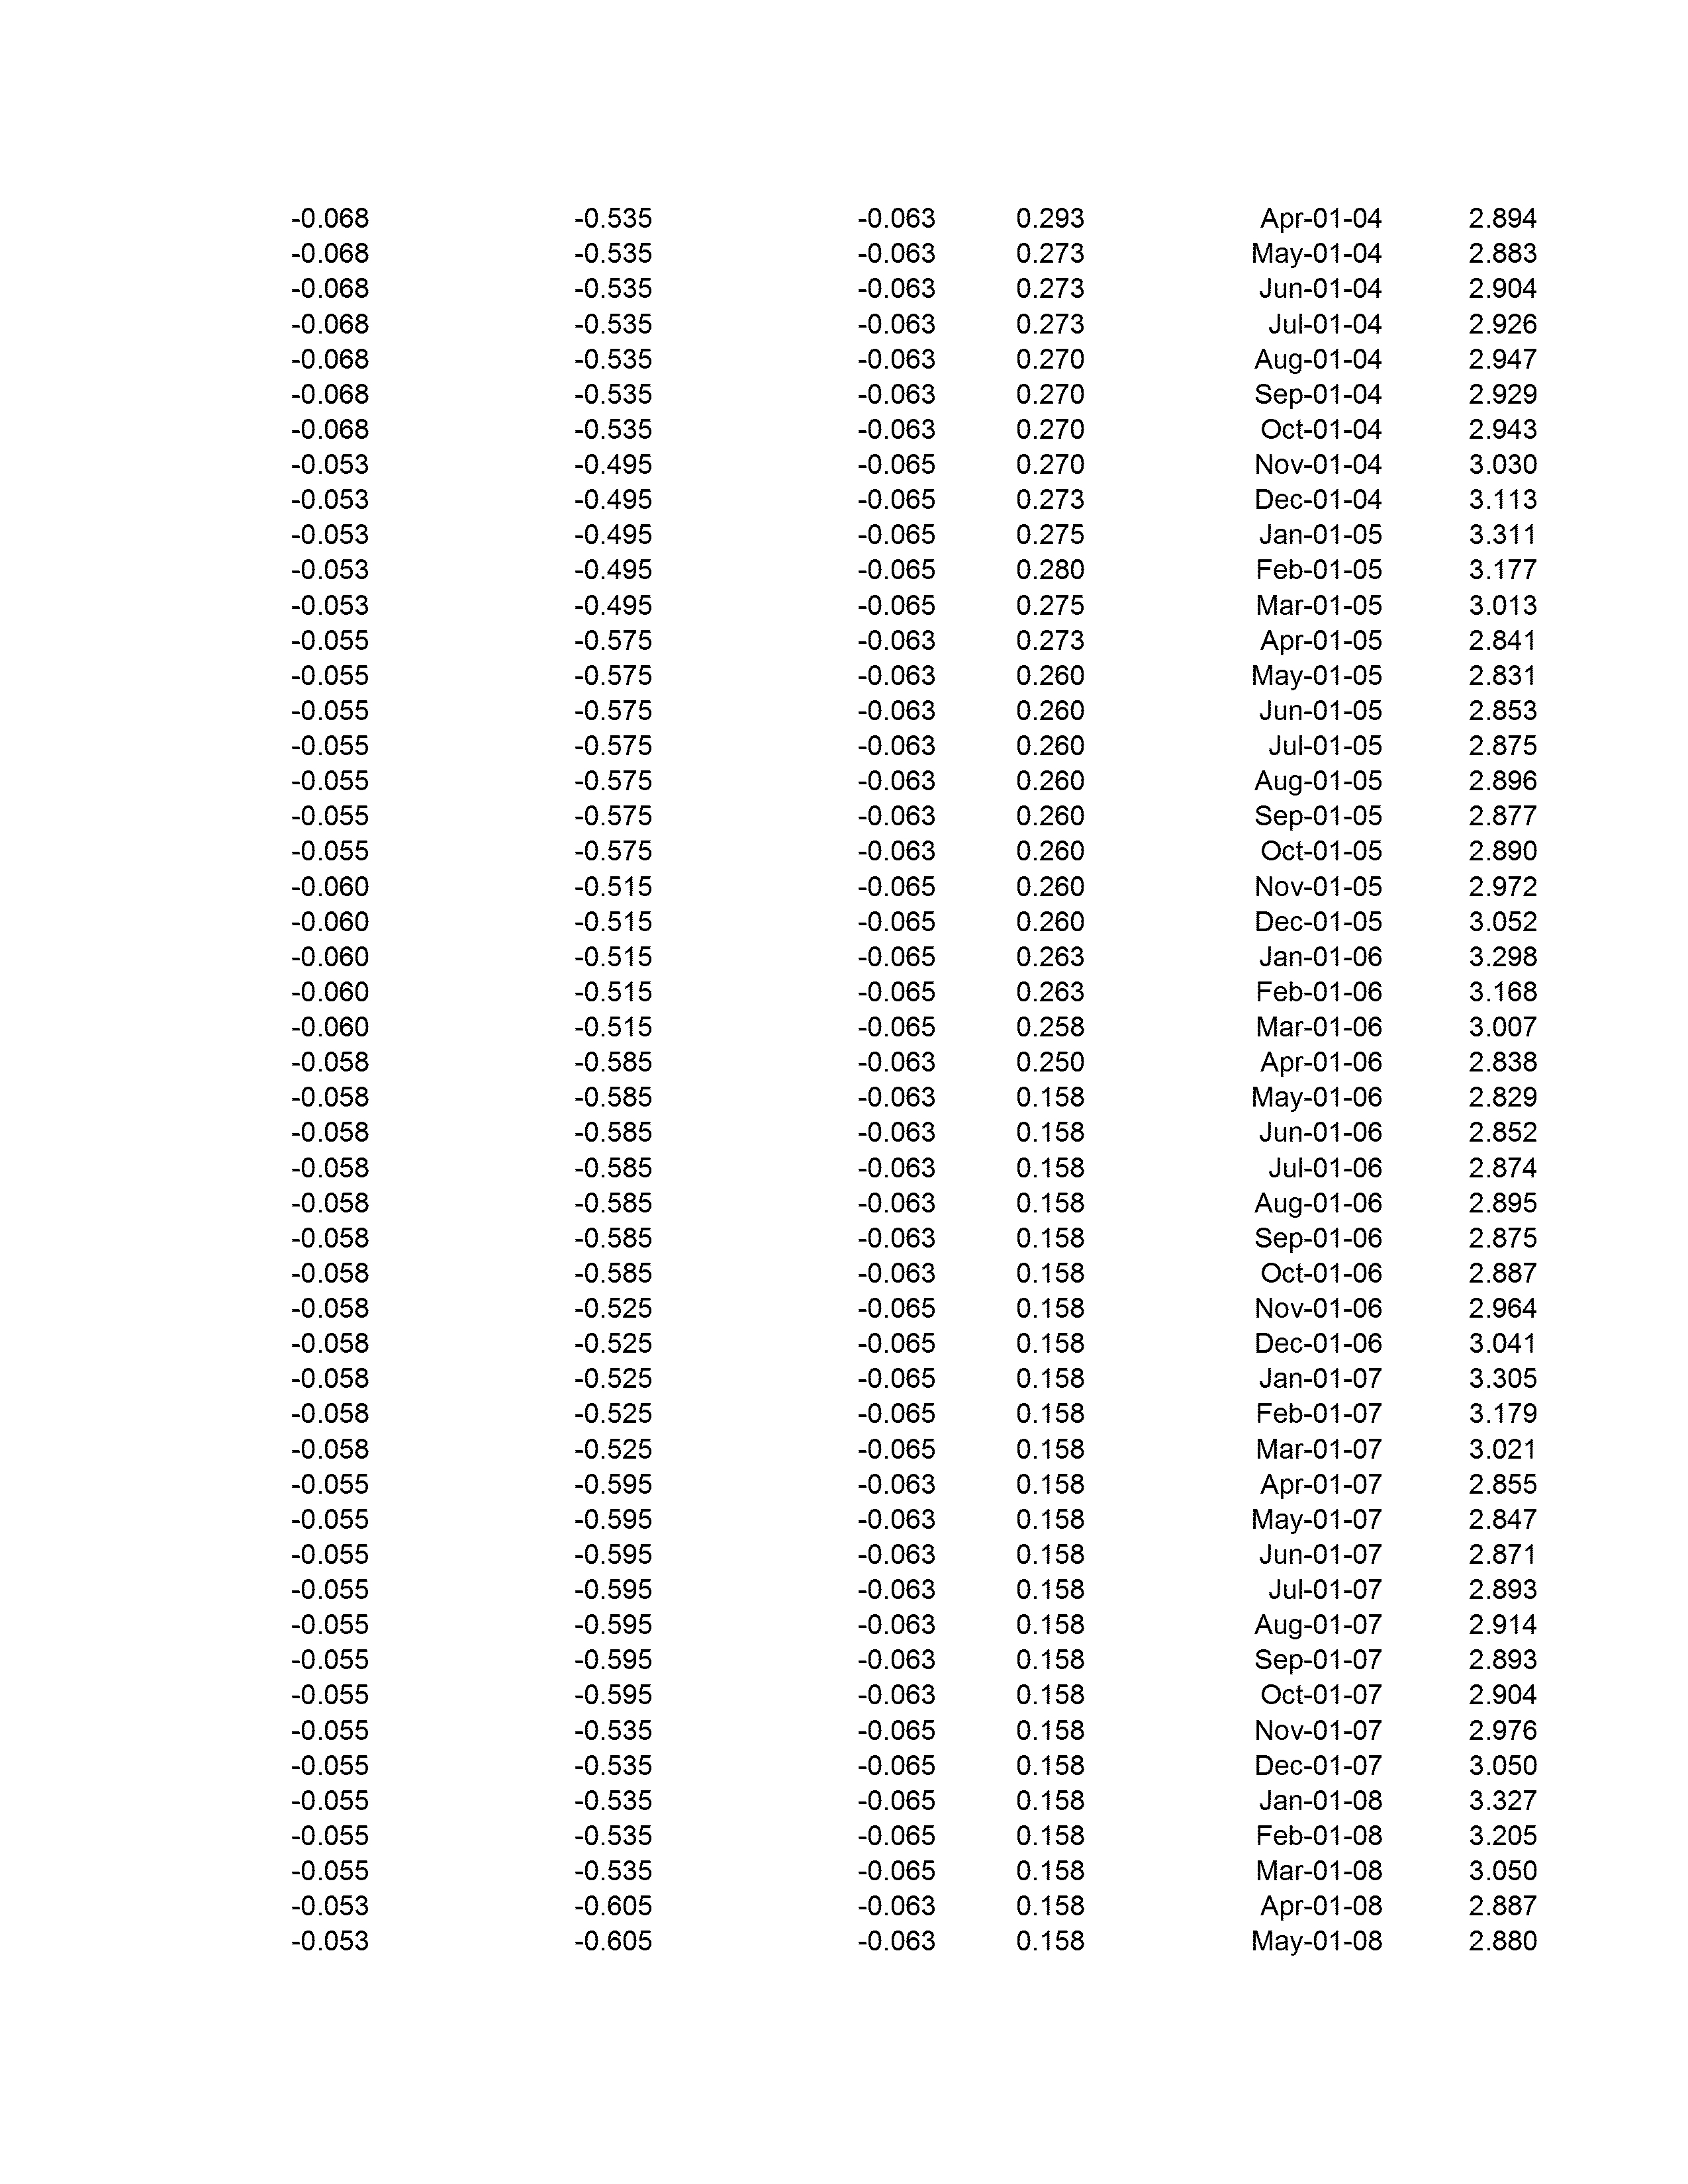 -0.068 -0.535 -0.063 0.293 Apr-01-04 2.894
-0.068 -0.535 -0.063 0.273 May-01-04 2.883
-0.068 -0.535 -0.063 0.273 Jun-01-04 2.904
-0.068 -0.535 -0.063 0.273 Jul-01-04 2.926
-0.068 -0.535 -0.063 0.270 Aug-01-04 2.947
-0.068 -0.535 -0.063 0.270 Sep-01-04 2.929
-0.068 -0.535 -0.063 0.270 Oct-01-04 2.943
-0.053 -0.495 -0.065 0.270 Nov-01-04 3.030
-0.053 -0.495 -0.065 0.273 Dec-01-04 3.113
-0.053 -0.495 -0.065 0.275 Jan-01-05 3.311
-0.053 -0.495 -0.065 0.280 Feb-01-05 3.177
-0.053 -0.495 -0.065 0.275 Mar-01-05 3.013
-0.055 -0.575 -0.063 0.273 Apr-01-05 2.841
-0.055 -0.575 -0.063 0.260 May-01-05 2.831
-0.055 -0.575 -0.063 0.260 Jun-01-05 2.853
-0.055 -0.575 -0.063 0.260 Jul-01-05 2.875
-0.055 -0.575 -0.063 0.260 Aug-01-05 2.896
-0.055 -0.575 -0.063 0.260 Sep-01-05 2.877
-0.055 -0.575 -0.063 0.260 Oct-01-05 2.890
-0.060 -0.515 -0.065 0.260 Nov-01-05 2.972
-0.060 -0.515 -0.065 0.260 Dec-01-05 3.052
-0.060 -0.515 -0.065 0.263 Jan-01-06 3.298
-0.060 -0.515 -0.065 0.263 Feb-01-06 3.168
-0.060 -0.515 -0.065 0.258 Mar-01-06 3.007
-0.058 -0.585 -0.063 0.250 Apr-01-06 2.838
-0.058 -0.585 -0.063 0.158 May-01-06 2.829
-0.058 -0.585 -0.063 0.158 Jun-01-06 2.852
-0.058 -0.585 -0.063 0.158 Jul-01-06 2.874
-0.058 -0.585 -0.063 0.158 Aug-01-06 2.895
-0.058 -0.585 -0.063 0.158 Sep-01-06 2.875
-0.058 -0.585 -0.063 0.158 Oct-01-06 2.887
-0.058 -0.525 -0.065 0.158 Nov-01-06 2.964
-0.058 -0.525 -0.065 0.158 Dec-01-06 3.041
-0.058 -0.525 -0.065 0.158 Jan-01-07 3.305
-0.058 -0.525 -0.065 0.158 Feb-01-07 3.179
-0.058 -0.525 -0.065 0.158 Mar-01-07 3.021
-0.055 -0.595 -0.063 0.158 Apr-01-07 2.855
-0.055 -0.595 -0.063 0.158 May-01-07 2.847
-0.055 -0.595 -0.063 0.158 Jun-01-07 2.871
-0.055 -0.595 -0.063 0.158 Jul-01-07 2.893
-0.055 -0.595 -0.063 0.158 Aug-01-07 2.914
-0.055 -0.595 -0.063 0.158 Sep-01-07 2.893
-0.055 -0.595 -0.063 0.158 Oct-01-07 2.904
-0.055 -0.535 -0.065 0.158 Nov-01-07 2.976
-0.055 -0.535 -0.065 0.158 Dec-01-07 3.050
-0.055 -0.535 -0.065 0.158 Jan-01-08 3.327
-0.055 -0.535 -0.065 0.158 Feb-01-08 3.205
-0.055 -0.535 -0.065 0.158 Mar-01-08 3.050
-0.053 -0.605 -0.063 0.158 Apr-01-08 2.887
-0.053 -0.605 -0.063 0.158 May-01-08 2.880